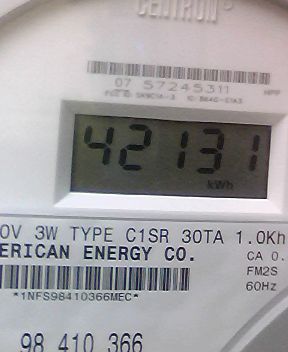 CENTRON®
07 57245311
42131
kWh
0V 3W TYPE C1SR 30TA 1.0Kh
ERICAN ENERGY CO.
CA 0.
FM2S
60Hz
*1NFS98410366MEC*
98 410 366